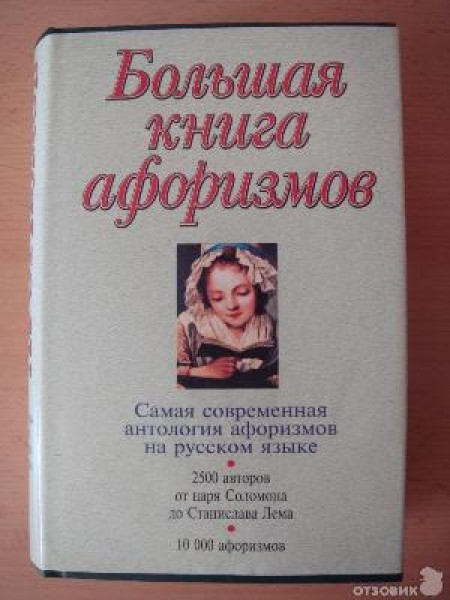 Большая
книга
афоризмов
Самая современная
антология афоризмов
на русском языке
2500 авторов
от царя Соломона
до Станислава Лема
10 000 афоризмов
ОТЗОВИК